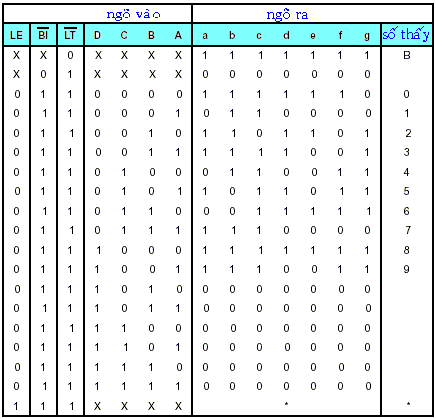 ngõ vào ngõ ra
LE B̅I̅ L̅T̅ D C B A a b c d e f g số thấy
X X 0 X X X X 1 1 1 1 1 1 1 B
X 0 1 X X X X 0 0 0 0 0 0 0
0 1 1 0 0 0 0 1 1 1 1 1 1 0 0
0 1 1 0 0 0 1 0 1 1 0 0 0 0 1
0 1 1 0 0 1 0 1 1 0 1 1 0 1 2
0 1 1 0 0 1 1 1 1 1 1 0 0 1 3
0 1 1 0 1 0 0 0 1 1 0 0 1 1 4
0 1 1 0 1 0 1 1 0 1 1 0 1 1 5
0 1 1 0 1 1 0 0 0 1 1 1 1 1 6
0 1 1 0 1 1 1 1 1 1 0 0 0 0 7
0 1 1 1 0 0 0 1 1 1 1 1 1 1 8
0 1 1 1 0 0 1 1 1 1 0 0 1 1 9
0 1 1 1 0 1 0 0 0 0 0 0 0 0
0 1 1 1 0 1 1 0 0 0 0 0 0 0
0 1 1 1 1 0 0 0 0 0 0 0 0 0
0 1 1 1 1 0 1 0 0 0 0 0 0 0
0 1 1 1 1 1 0 0 0 0 0 0 0 0
0 1 1 1 1 1 1 0 0 0 0 0 0 0
1 1 1 X X X X * *